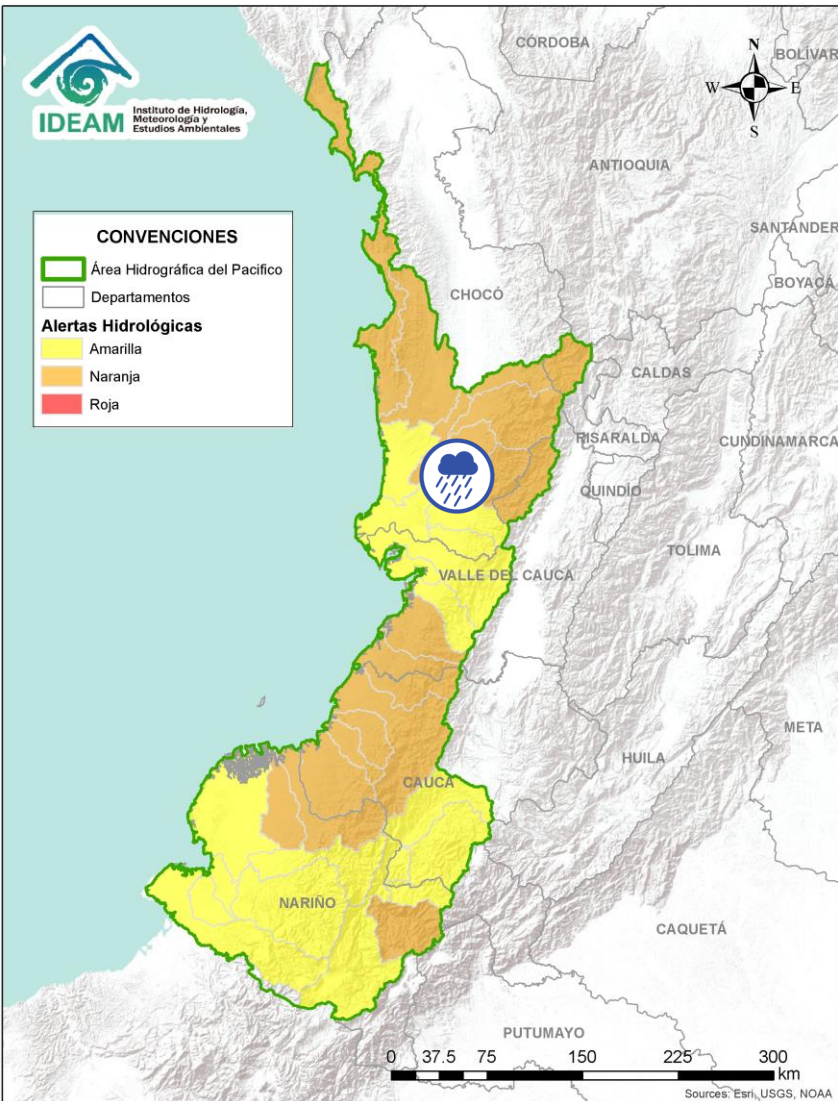 IDEAM
Instituto de Hidrología,
Meteorología y
Estudios Ambientales
CÓRDOBA
BOLIVAR
N
W E
S
ANTIOQUIA
SANTANDER
CONVENCIONES
Área Hidrográfica del Pacifico
Departamentos
Alertas Hidrológicas
Amarilla
Naranja
Roja
BOYACÁ
CHOCÓ
CALDAS
RISARALDA
CUNDINAMARCA
QUINDÍO
TOLIMA
VALLE DEL CAUCA
META
HUILA
CAUCA
NARIÑO
CAQUETÁ
PUTUMAYO
0 37.5 75 150 225 300
km
Sources: Esri, USGS, NOAA